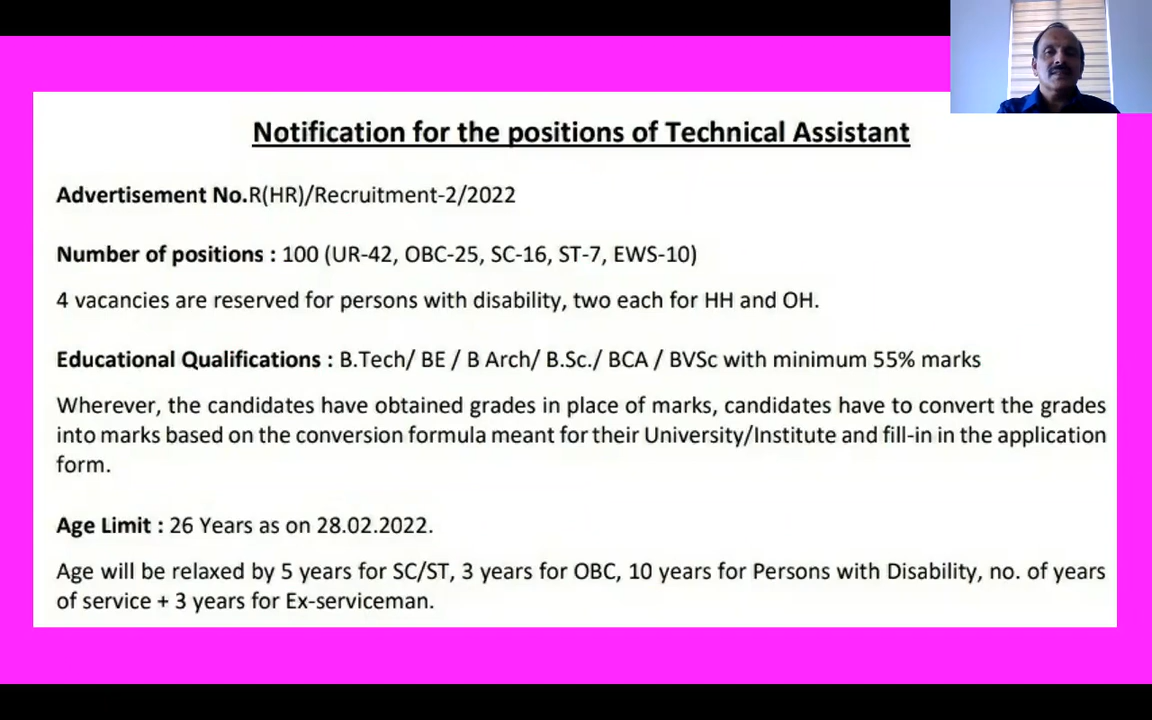 Notification for the positions of Technical Assistant
Advertisement No.R(HR)/Recruitment-2/2022
Number of positions : 100 (UR-42, OBC-25, SC-16, ST-7, EWS-10)
4 vacancies are reserved for persons with disability, two each for HH and OH.
Educational Qualifications : B.Tech/ BE / B Arch/ B.Sc./ BCA / BVSc with minimum 55% marks
Wherever, the candidates have obtained grades in place of marks, candidates have to convert the grades
into marks based on the conversion formula meant for their University/Institute and fill-in in the application
form.
Age Limit : 26 Years as on 28.02.2022.
Age will be relaxed by 5 years for SC/ST, 3 years for OBC, 10 years for Persons with Disability, no. of years
of service + 3 years for Ex-serviceman.